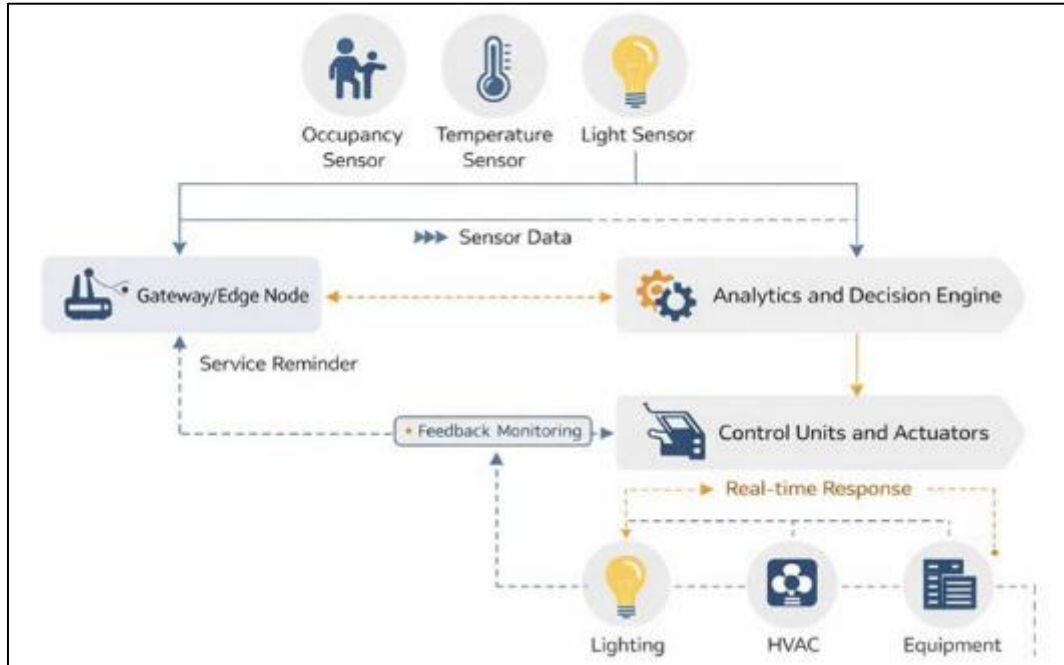 Occupancy
Sensor
Temperature
Sensor
Light Sensor
Sensor Data
Gateway/Edge Node
Analytics and Decision Engine
Service Reminder
Feedback Monitoring
Control Units and Actuators
Real-time Response
Lighting
HVAC
Equipment